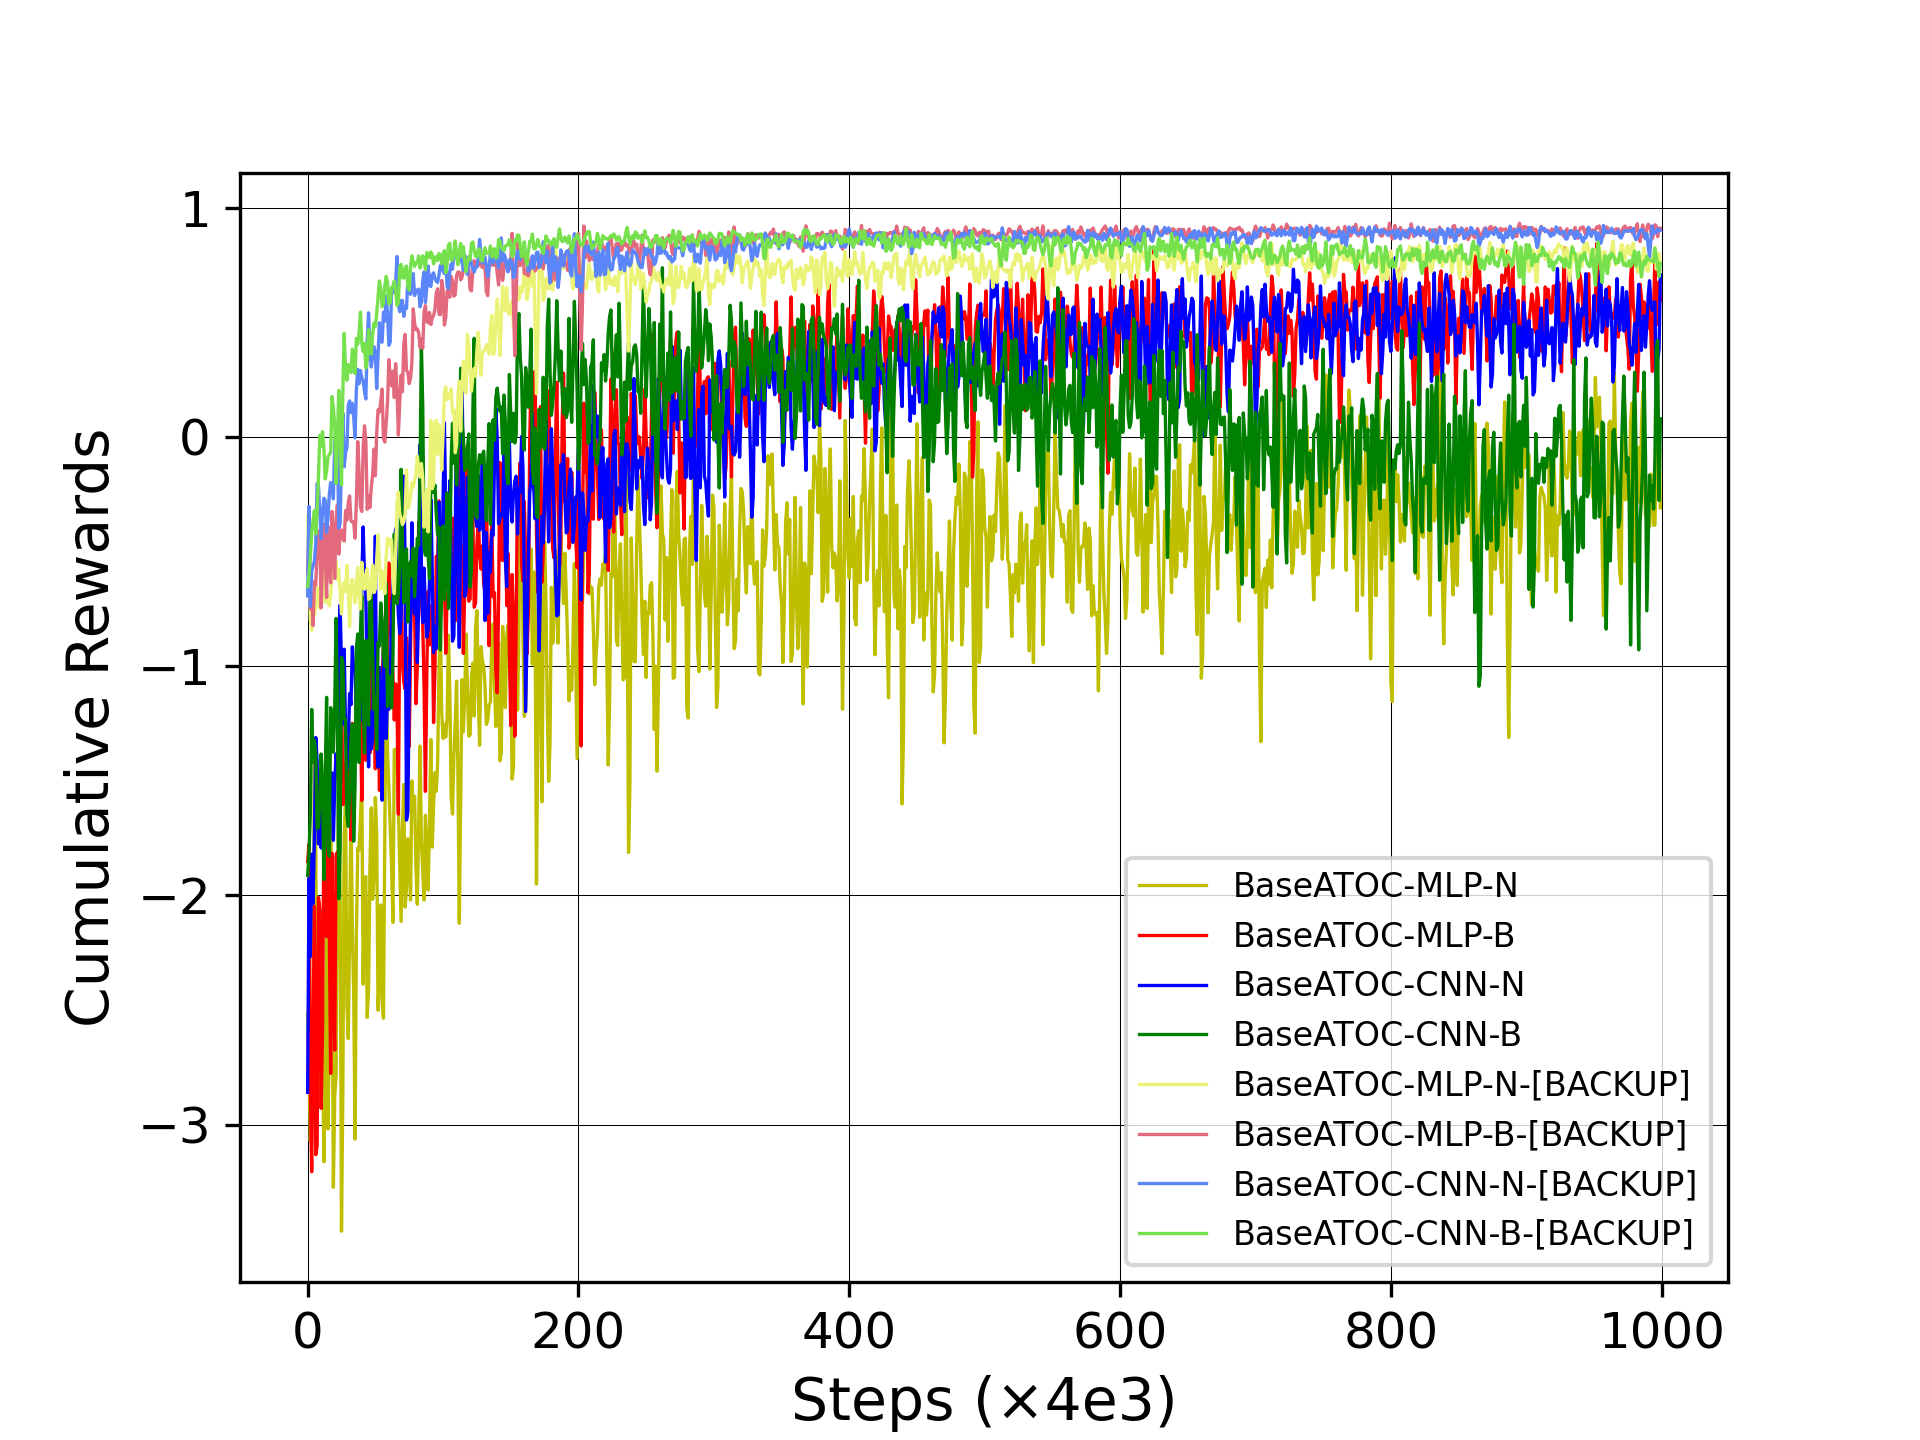 1
0
−1
−2
−3
Cumulative Rewards
BaseATOC-MLP-N
BaseATOC-MLP-B
BaseATOC-CNN-N
BaseATOC-CNN-B
BaseATOC-MLP-N-[BACKUP]
BaseATOC-MLP-B-[BACKUP]
BaseATOC-CNN-N-[BACKUP]
BaseATOC-CNN-B-[BACKUP]
0 200 400 600 800 1000
Steps (×4e3)